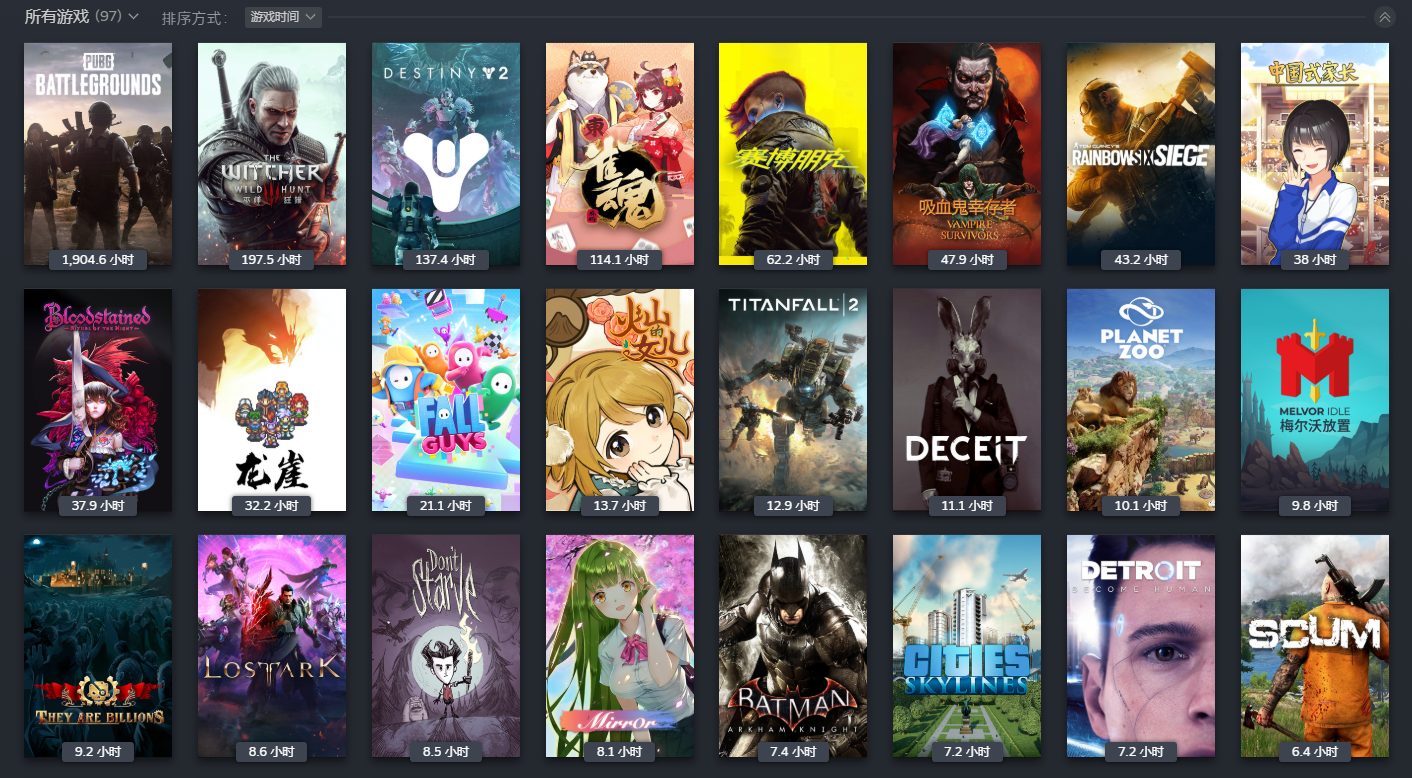 所有游戏 (97)
排序方式:
游戏时间
PUBG
BATTLEGROUNDS
1,904.6 小时
THE
WITCHER
WILD HUNT
巫师 狂猎
197.5 小时
DESTINY 2
137.4 小时
雀魂
114.1 小时
赛博朋克
62.2 小时
吸血鬼幸存者
VAMPIRE
SURVIVORS
47.9 小时
TOM CLANCY'S
RAINBOW SIX SIEGE
43.2 小时
中国式家长
38 小时
Bloodstained
RITUAL OF THE NIGHT
37.9 小时
龙崖
32.2 小时
FALL
GUYS
21.1 小时
火山
的
女儿
13.7 小时
TITANFALL 2
12.9 小时
DECEIT
11.1 小时
PLANET
ZOO
10.1 小时
MELVOR IDLE
梅尔沃放置
9.8 小时
THEY ARE BILLIONS
9.2 小时
LOST ARK
8.6 小时
Don't
Starve
8.5 小时
Mirror
8.1 小时
BATMAN
ARKHAM KNIGHT
7.4 小时
CITIES
SKYLINES
7.2 小时
DETROIT
BECOME HUMAN
7.2 小时
SCUM
6.4 小时